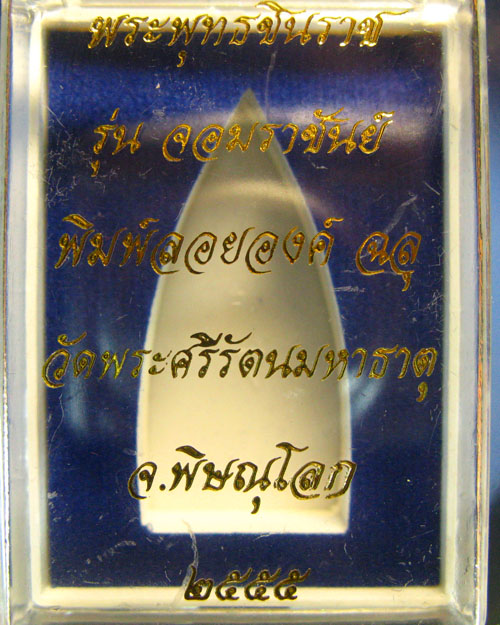 พระพุทธชินราช
รุ่น จอมราชันย์
พิมพ์ลอยองค์ ฉลุ
วัดพระศรีรัตนมหาธาตุ
จ.พิษณุโลก
๒๕๕๕